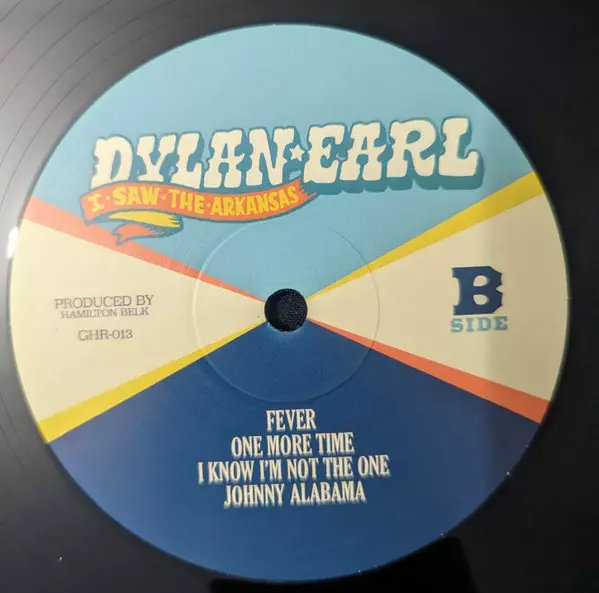 DYLAN★EARL
I·SAW·THE·ARKANSAS
PRODUCED BY
HAMILTON BELK
GHR-013
B
SIDE
FEVER
ONE MORE TIME
I KNOW I'M NOT THE ONE
JOHNNY ALABAMA